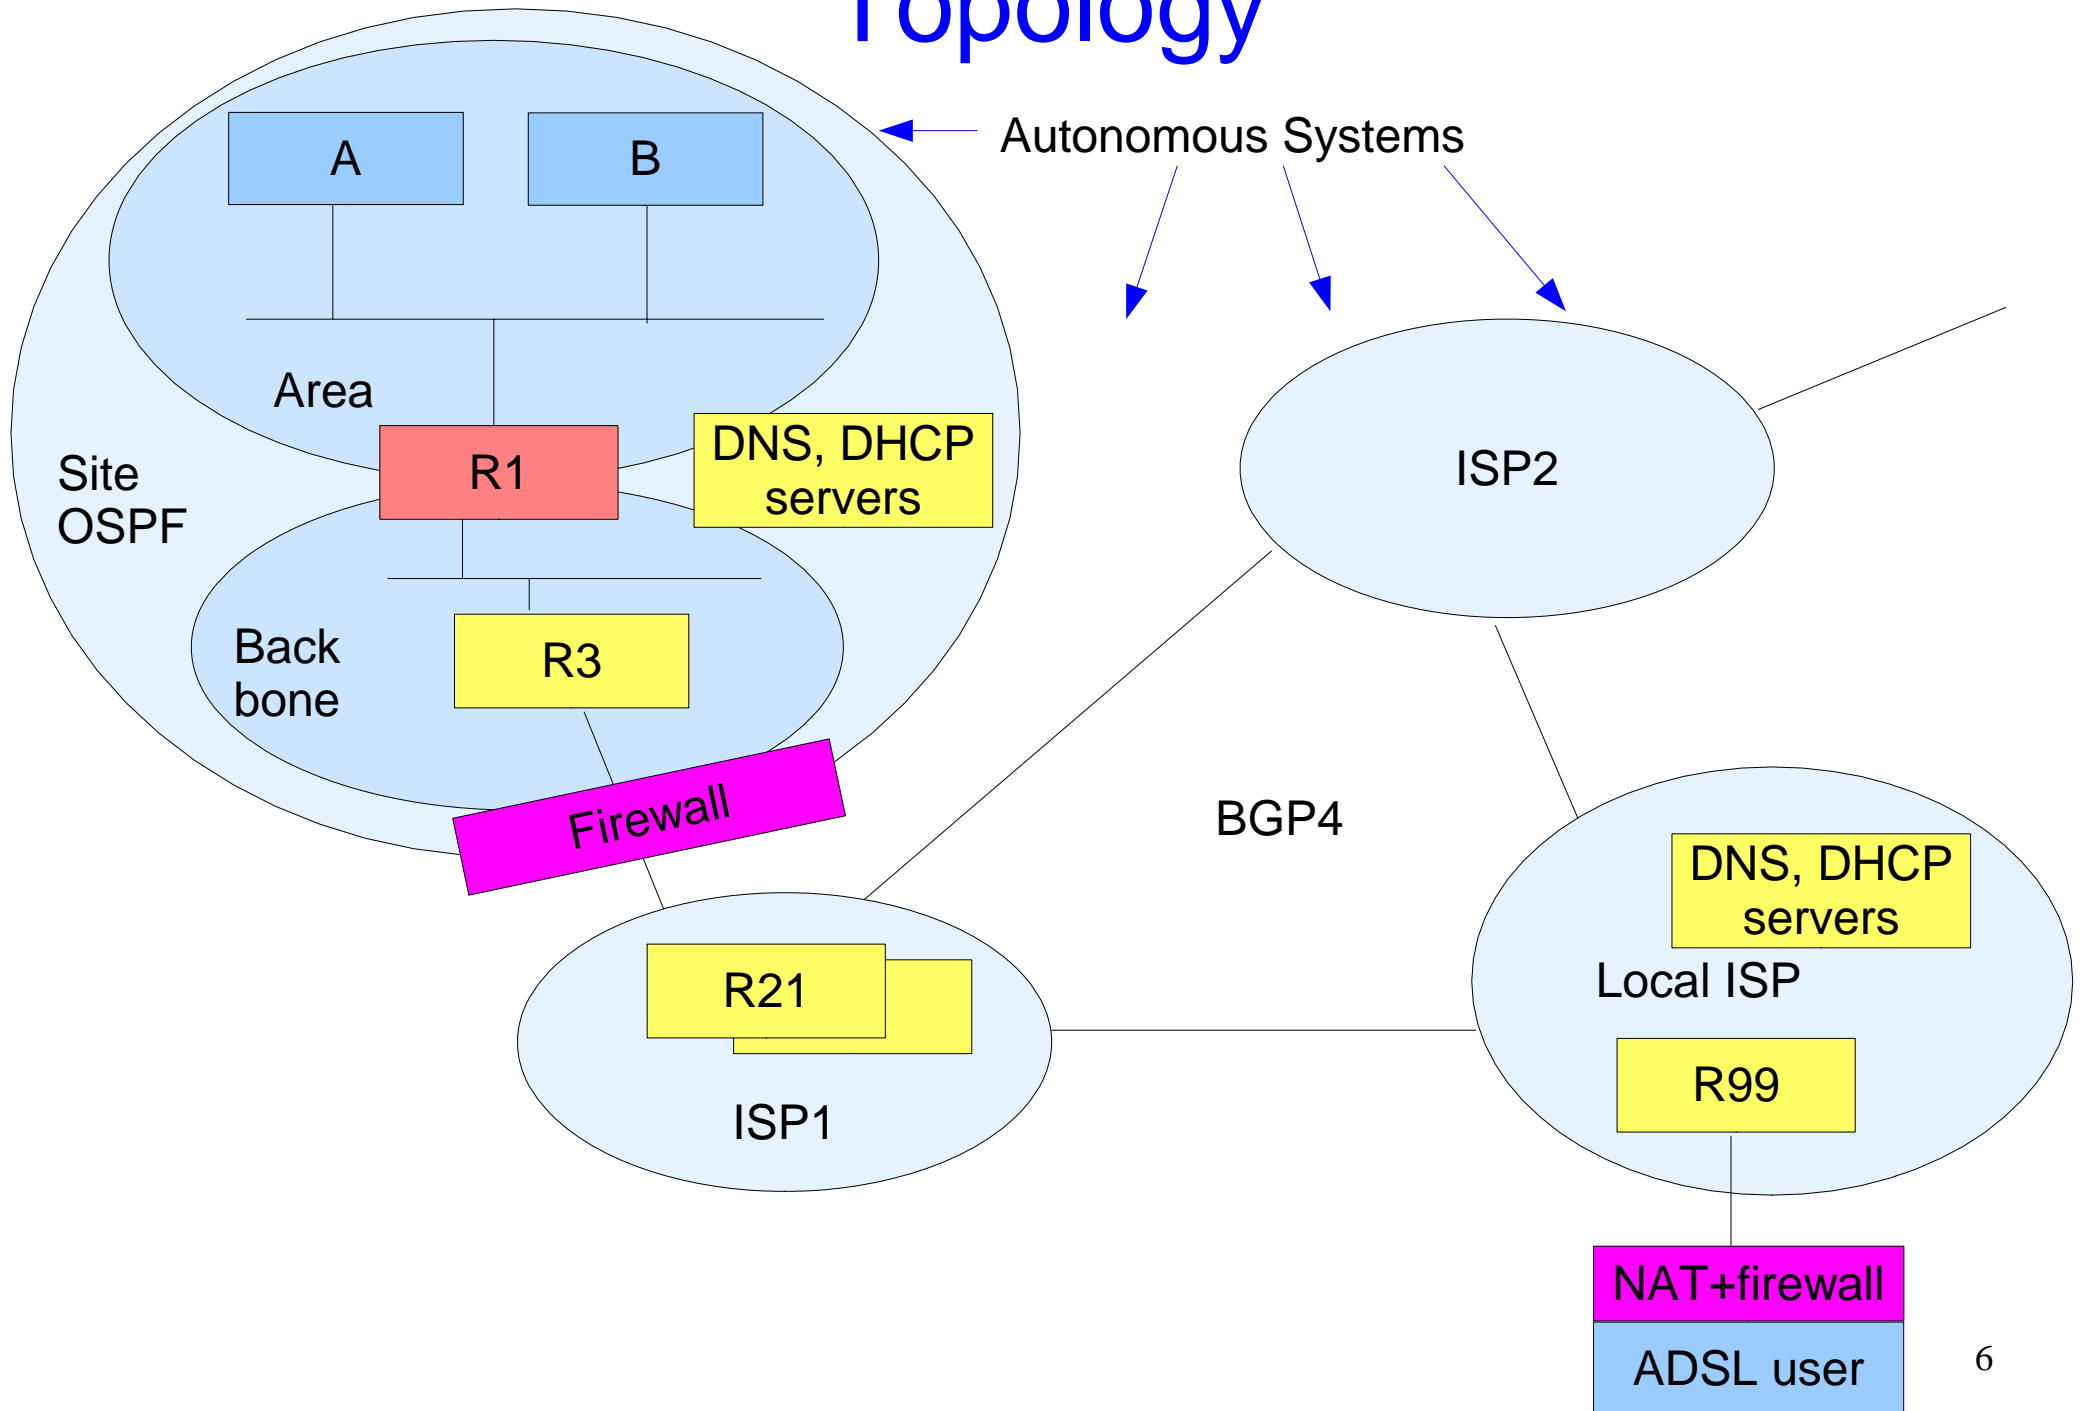 Topology
Autonomous Systems
A
B
Area
R1
DNS, DHCP
servers
Site
OSPF
ISP2
R3
Back
bone
Firewall
BGP4
DNS, DHCP
servers
Local ISP
R21
R99
ISP1
NAT+firewall
ADSL user
6